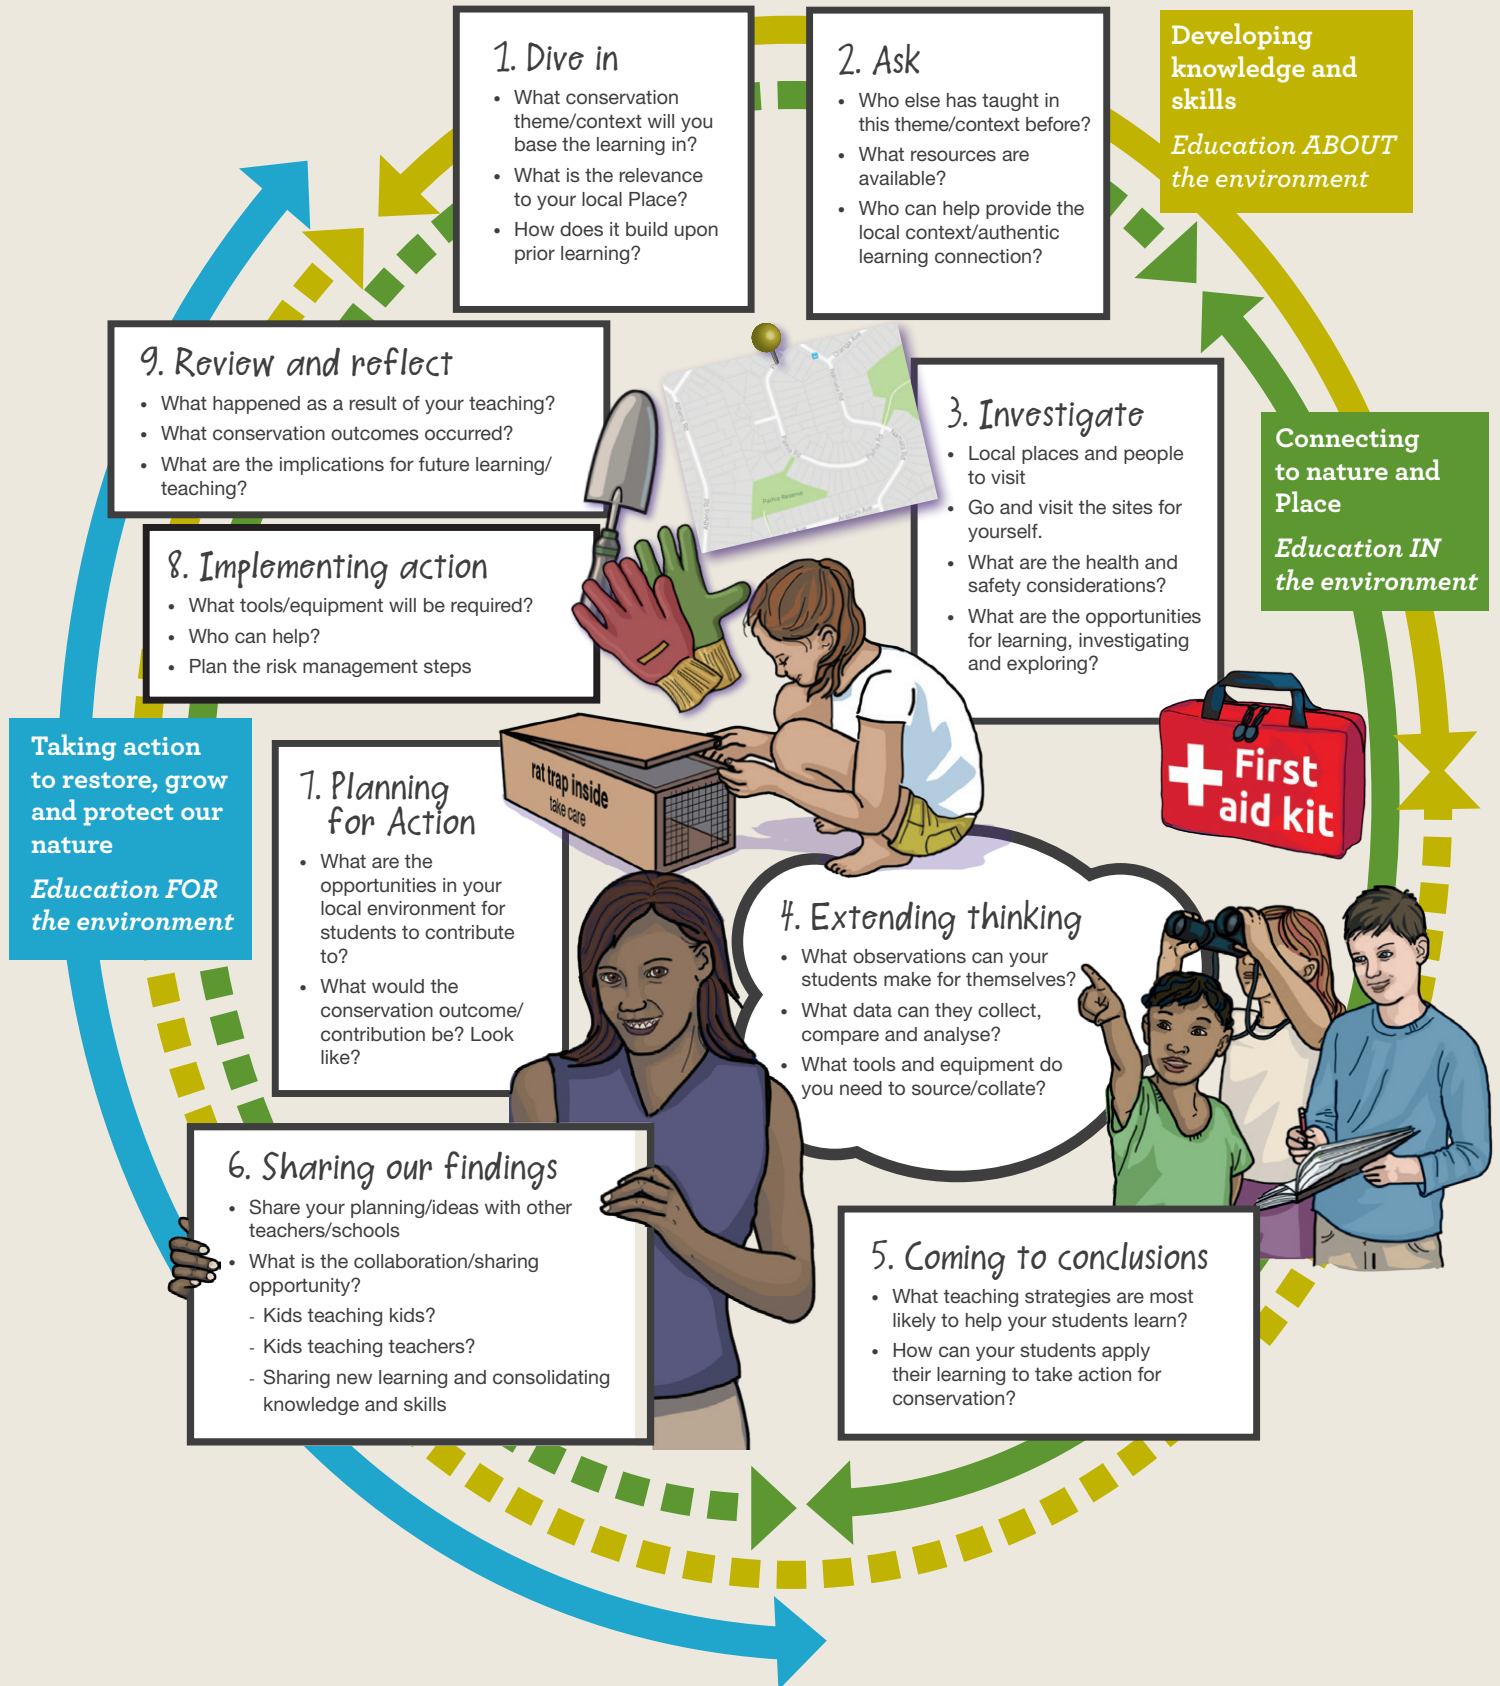 1. Dive in
• What conservation
theme/context will you
base the learning in?
• What is the relevance
to your local Place?
• How does it build upon
prior learning?
2. Ask
• Who else has taught in
this theme/context before?
• What resources are
available?
• Who can help provide the
local context/authentic
learning connection?
Developing
knowledge and
skills
Education ABOUT
the environment
Connecting
to nature and
Place
Education IN
the environment
3. Investigate
• Local places and people
to visit
• Go and visit the sites for
yourself.
• What are the health and
safety considerations?
• What are the opportunities
for learning, investigating
and exploring?
First
aid kit
4. Extending thinking
• What observations can your
students make for themselves?
• What data can they collect,
compare and analyse?
• What tools and equipment do
you need to source/collate?
5. Coming to conclusions
• What teaching strategies are most
likely to help your students learn?
• How can your students apply
their learning to take action for
conservation?
6. Sharing our findings
• Share your planning/ideas with other
teachers/schools
• What is the collaboration/sharing
opportunity?
- Kids teaching kids?
- Kids teaching teachers?
- Sharing new learning and consolidating
knowledge and skills
7. Planning
for Action
• What are the
opportunities in your
local environment for
students to contribute
to?
• What would the
conservation outcome/
contribution be? Look
like?
rat trap inside
take care
Taking action
to restore, grow
and protect our
nature
Education FOR
the environment
8. Implementing action
• What tools/equipment will be required?
• Who can help?
• Plan the risk management steps
9. Review and reflect
• What happened as a result of your teaching?
• What conservation outcomes occurred?
• What are the implications for future learning/
teaching?